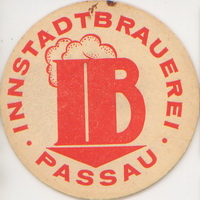 · INNSTADTBRAUEREI ·
IB
PASSAU